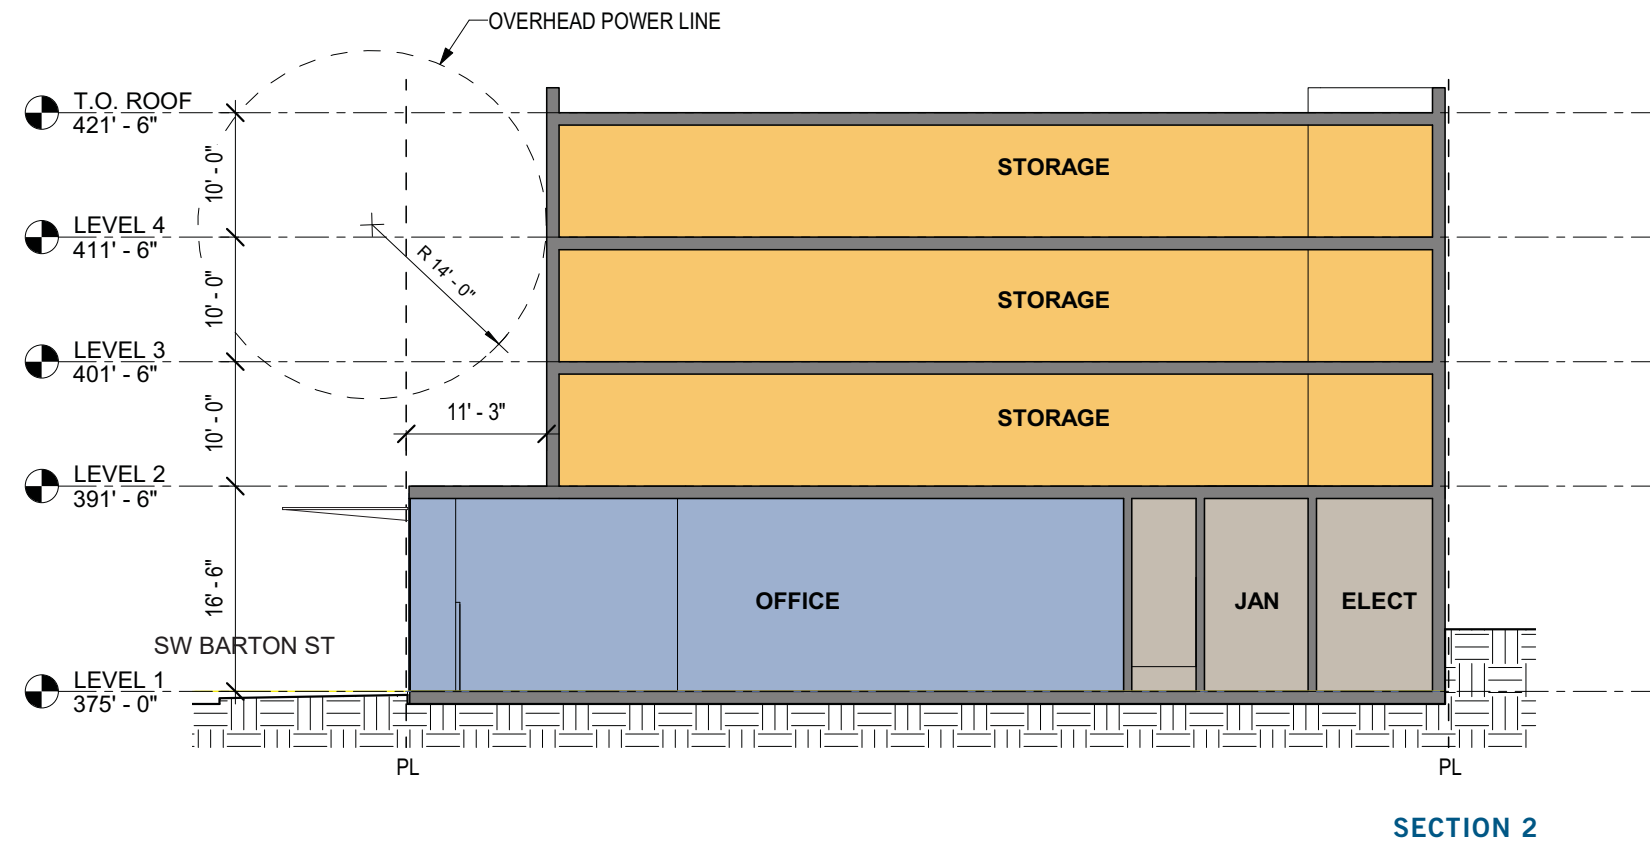 OVERHEAD POWER LINE
T.O. ROOF
421' - 6"
10' - 0"
STORAGE
LEVEL 4
411' - 6"
R 14' - 0"
10' - 0"
STORAGE
LEVEL 3
401' - 6"
10' - 0"
11' - 3"
STORAGE
LEVEL 2
391' - 6"
16' - 6"
OFFICE
JAN
ELECT
SW BARTON ST
LEVEL 1
375' - 0"
PL
PL
SECTION 2